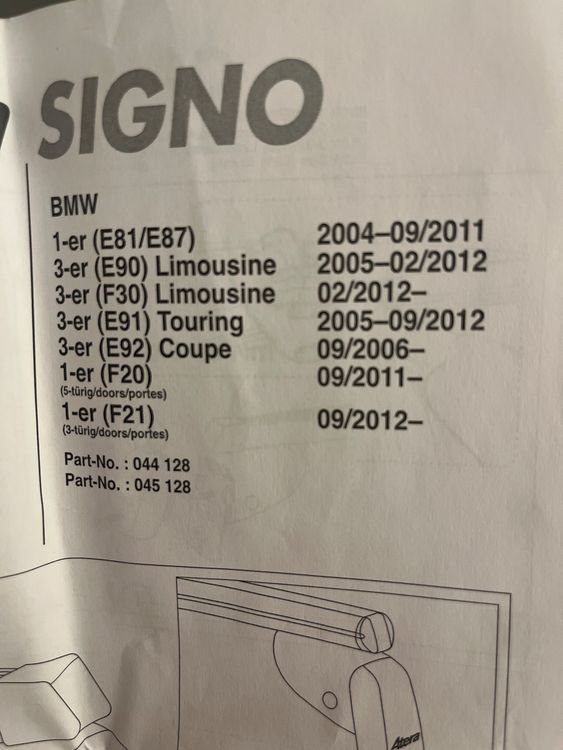 SIGNO
BMW
1-er (E81/E87) 2004–09/2011
3-er (E90) Limousine 2005–02/2012
3-er (F30) Limousine 02/2012–
3-er (E91) Touring 2005–09/2012
3-er (E92) Coupe 09/2006–
1-er (F20) 09/2011–
(5-türig/doors/portes)
1-er (F21) 09/2012–
(3-türig/doors/portes)
Part-No. : 044 128
Part-No. : 045 128
Atera